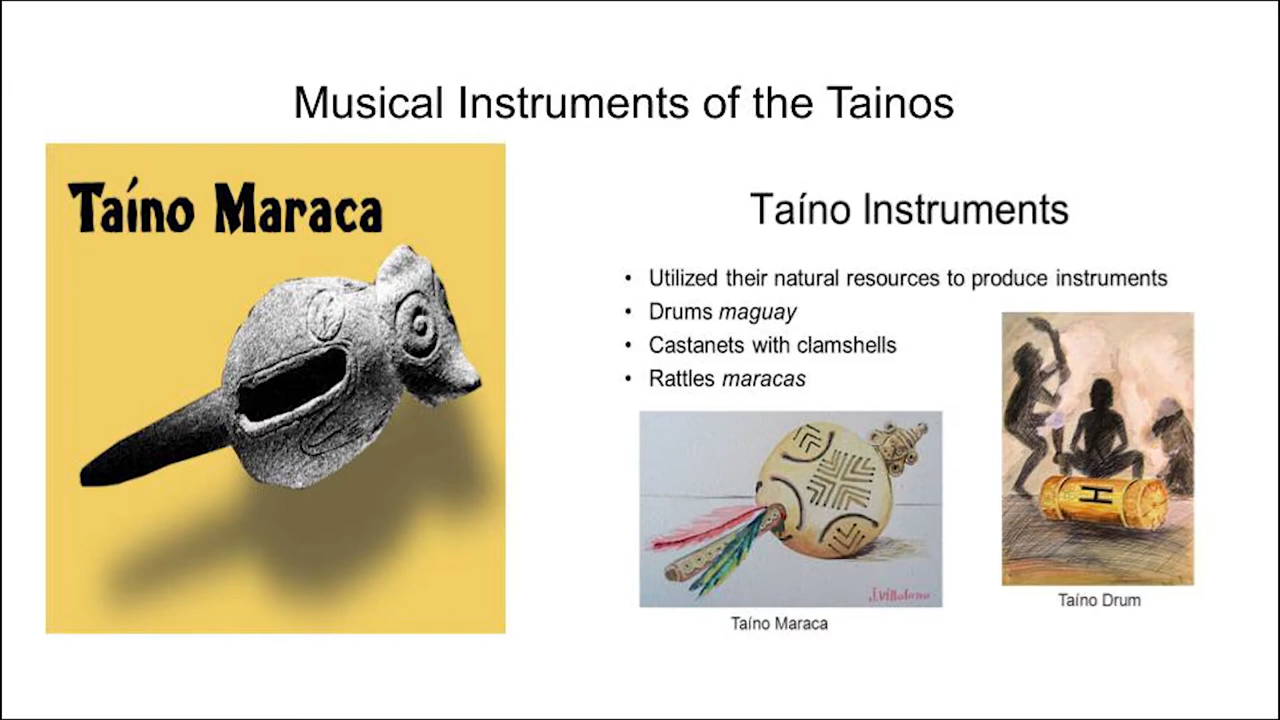 Musical Instruments of the Tainos
Taíno Maraca
Taíno Instruments
• Utilized their natural resources to produce instruments
• Drums maguay
• Castanets with clamshells
• Rattles maracas
J.Villalona
Taíno Maraca
Taíno Drum